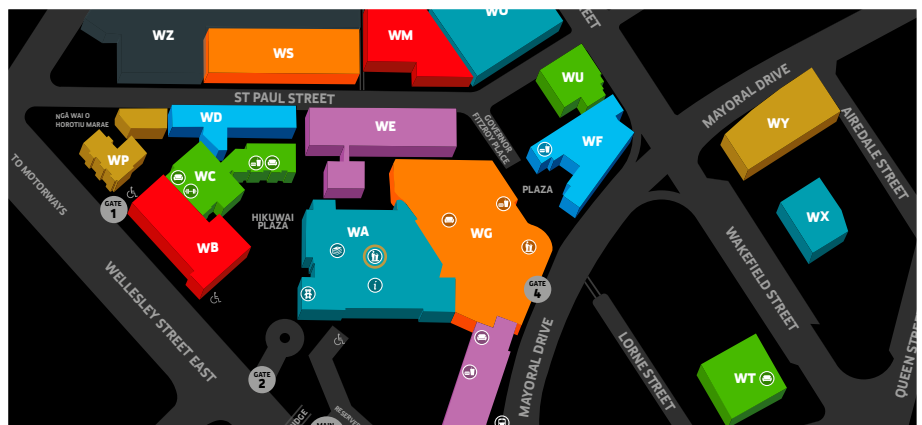 WO
STREET
WZ
WM
WS
WU
MAYORAL DRIVE
ST PAUL STREET
NGĀ WAI O
HOROTIU MARAE
WD
WE
GOVERNOR
FITZROY PLACE
WY
AIREDALE STREET
WF
WP
WC
TO MOTORWAYS
PLAZA
GATE
1
HIKUWAI
PLAZA
WX
WA
WG
WB
WAKEFIELD STREET
i
GATE
4
WELLESLEY STREET EAST
MAYORAL DRIVE
LORNE STREET
QUEEN STR
GATE
2
WT
RESERVE